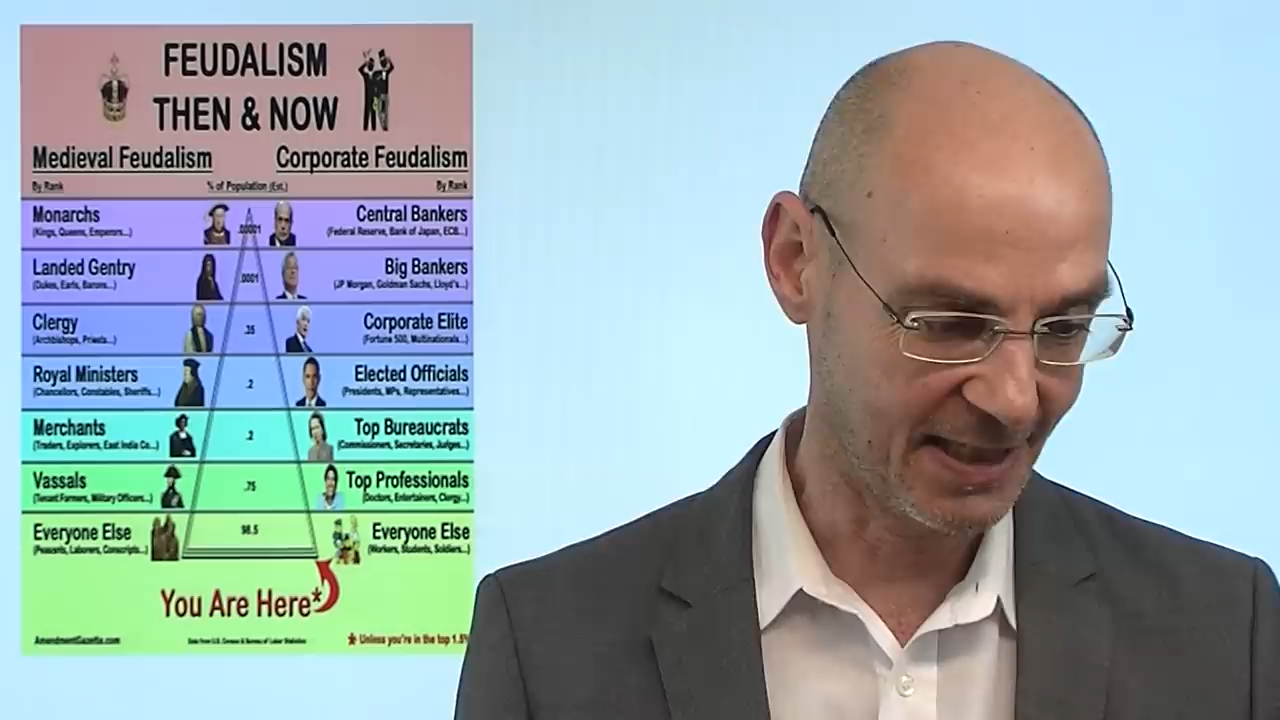 FEUDALISM
THEN & NOW
Medieval Feudalism Corporate Feudalism
By Rank % of Population (Est.) By Rank
Monarchs .00001 Central Bankers
(Kings, Queens, Emperors...) (Federal Reserve, Bank of Japan, ECB...)
Landed Gentry .0001 Big Bankers
(Dukes, Earls, Barons...) (JP Morgan, Goldman Sachs, Lloyd's...)
Clergy .35 Corporate Elite
(Archbishops, Priests...) (Fortune 500, Multinationals...)
Royal Ministers .2 Elected Officials
(Chancellors, Constables, Sheriffs...) (Presidents, MPs, Representatives...)
Merchants .2 Top Bureaucrats
(Traders, Explorers, East India Co...) (Commissioners, Secretaries, Judges...)
Vassals .75 Top Professionals
(Tenant Farmers, Military Officers...) (Doctors, Entertainers, Clergy...)
Everyone Else 98.5 Everyone Else
(Peasants, Laborers, Conscripts...) (Workers, Students, Soldiers...)
You Are Here*
AmendmentGazette.com Data from U.S. Census & Bureau of Labor Statistics * Unless you're in the top 1.5%